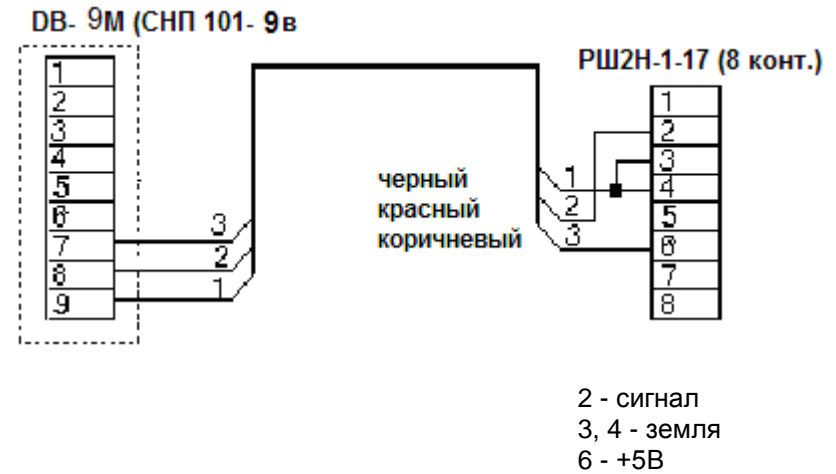 DB- 9М (СНП 101- 9в
РШ2Н-1-17 (8 конт.)
1
2
3
4
5
6
7
8
9
3
2
1
черный
красный
коричневый
1
2
3
1
2
3
4
5
6
7
8
2 - сигнал
3, 4 - земля
6 - +5В